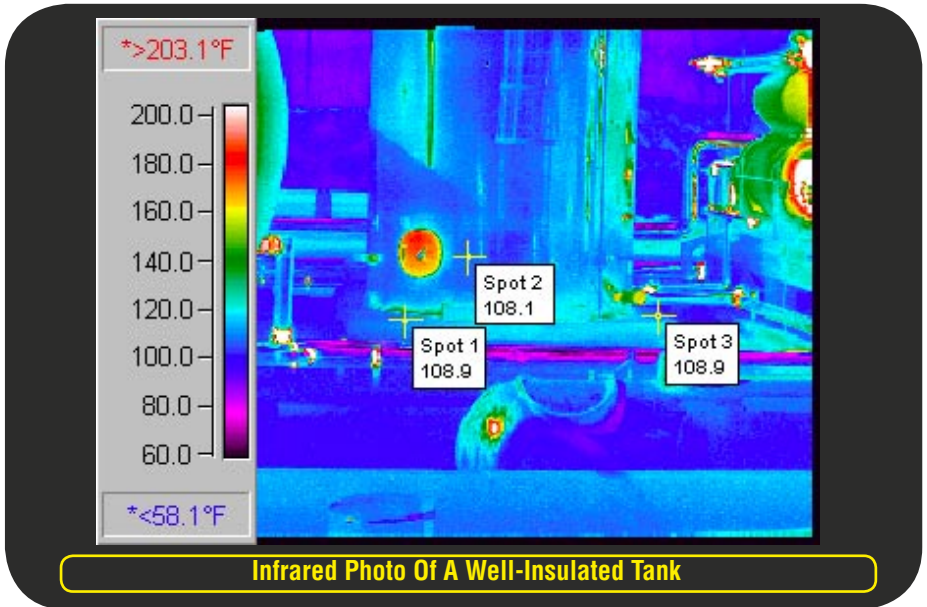 *>203.1°F
200.0
180.0
160.0
140.0
120.0
100.0
80.0
60.0
*<58.1°F
Spot 2
108.1
Spot 1
108.9
Spot 3
108.9
Infrared Photo Of A Well-Insulated Tank